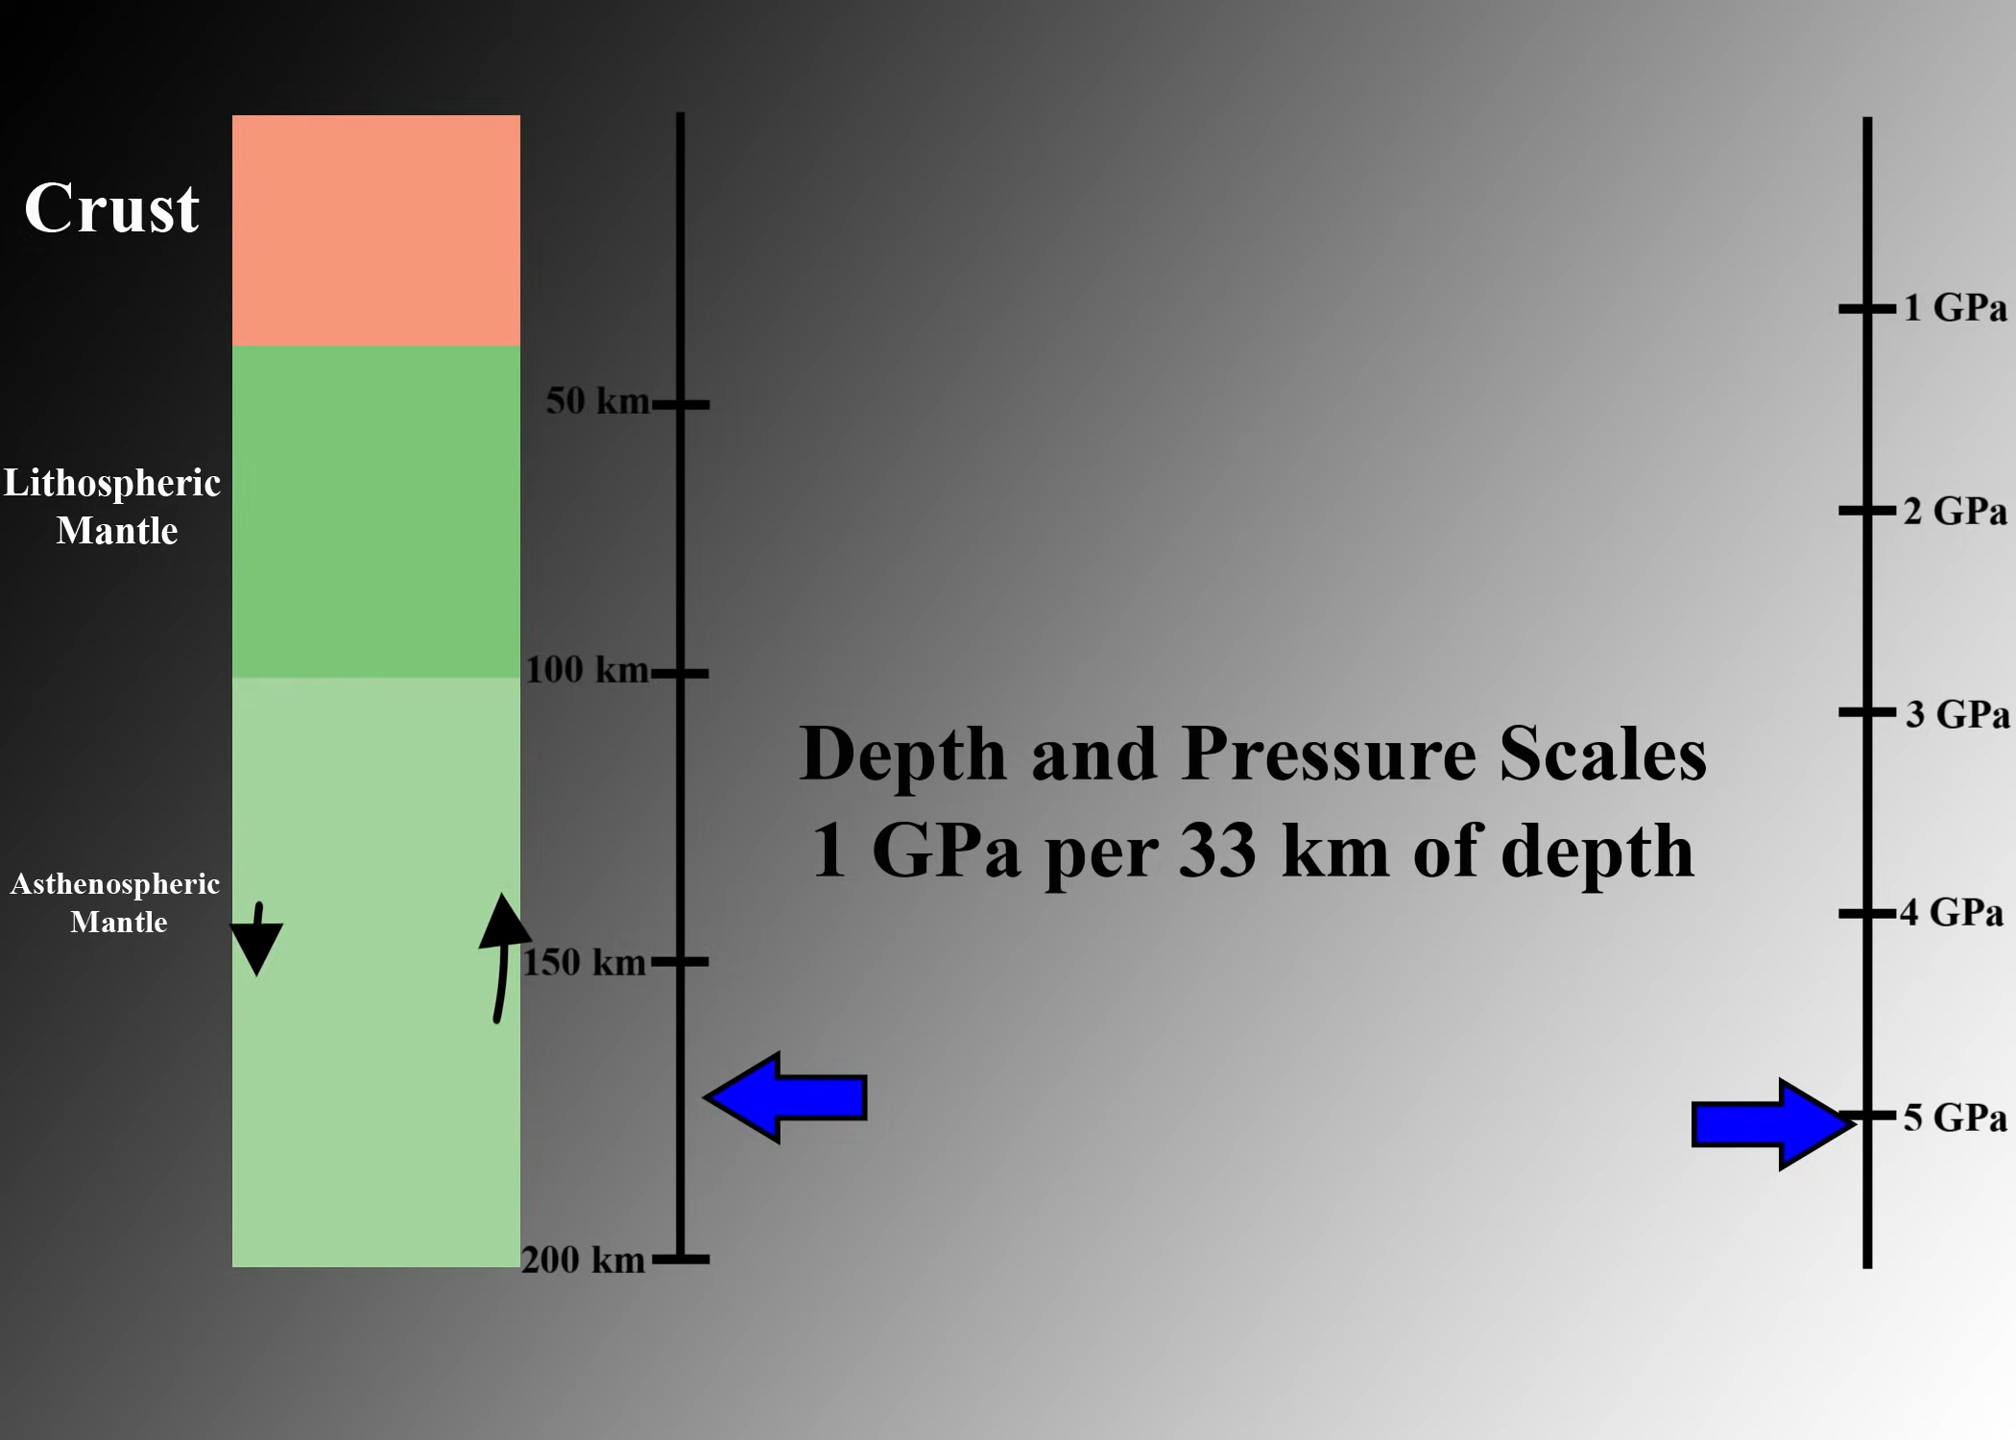 Crust
Lithospheric
Mantle
Asthenospheric
Mantle
50 km
100 km
150 km
200 km
Depth and Pressure Scales
1 GPa per 33 km of depth
1 GPa
2 GPa
3 GPa
4 GPa
5 GPa